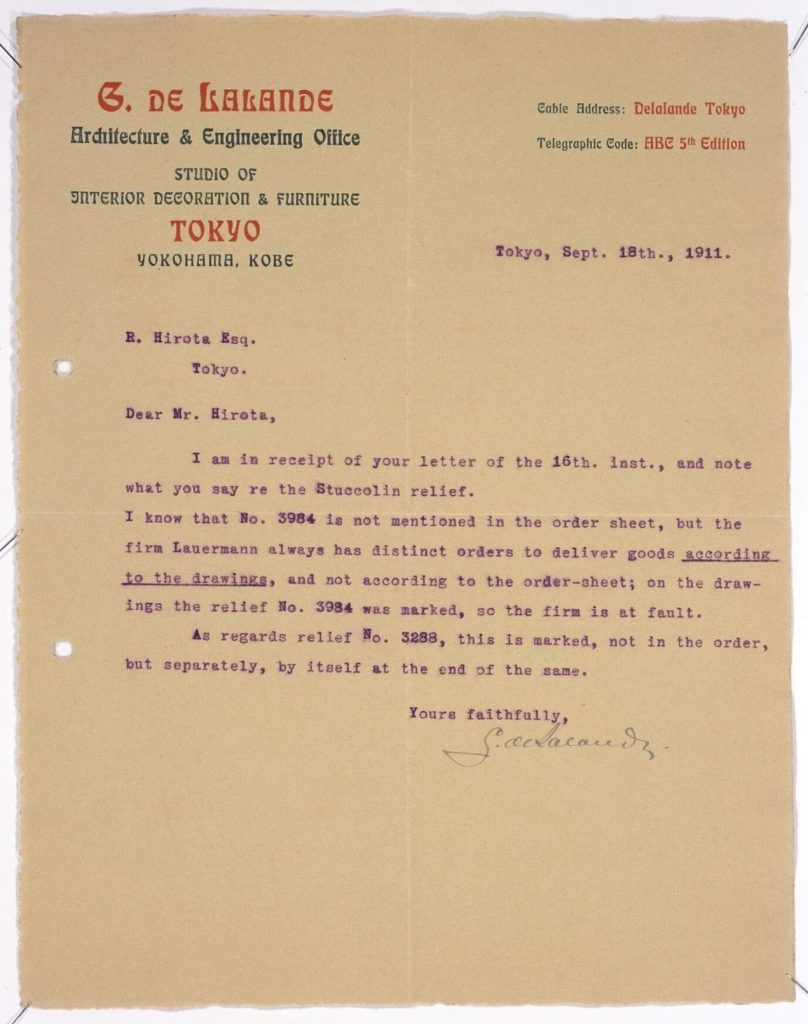 G. DE LALANDE
Architecture & Engineering Office
STUDIO OF
INTERIOR DECORATION & FURNITURE
TOKYO
YOKOHAMA, KOBE
Cable Address: Delalande Tokyo
Telegraphic Code: ABC 5th Edition
Tokyo, Sept. 18th., 1911.
R. Hirota Esq.
Tokyo.
Dear Mr. Hirota,
I am in receipt of your letter of the 16th. inst., and note
what you say re the Stuccolin relief.
I know that No. 3984 is not mentioned in the order sheet, but the
firm Lauermann always has distinct orders to deliver goods according
to the drawings, and not according to the order-sheet; on the draw-
ings the relief No. 3984 was marked, so the firm is at fault.
As regards relief No. 3288, this is marked, not in the order,
but separately, by itself at the end of the same.
Yours faithfully,
G. de Lalande.